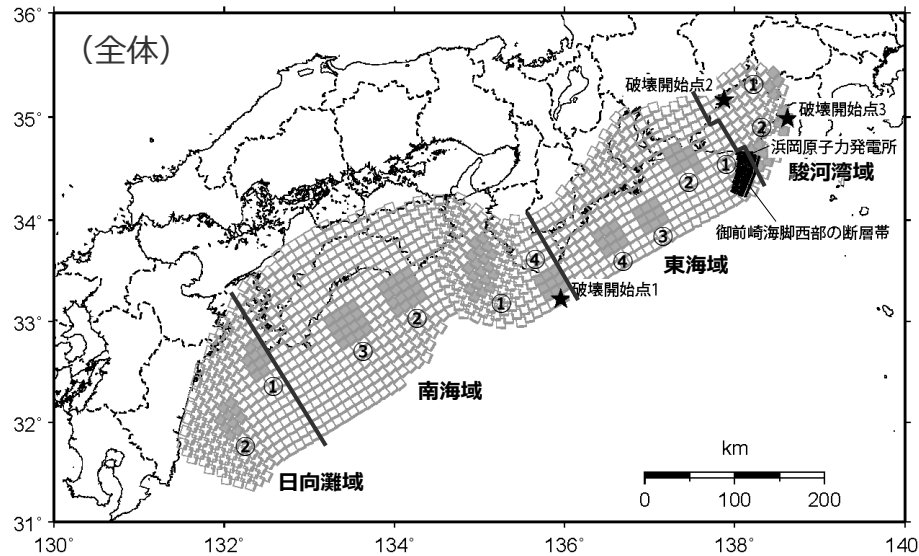 36°
(全体)
破壊開始点2
①
35°
破壊開始点3
②
浜岡原子力発電所
①
駿河湾域
②
34°
御前崎海脚西部の断層帯
③
④
④
東海域
破壊開始点1
①
33°
②
③
①
南海域
32°
②
日向灘域
km
0
100
200
31°
130
132
134
136
138
140